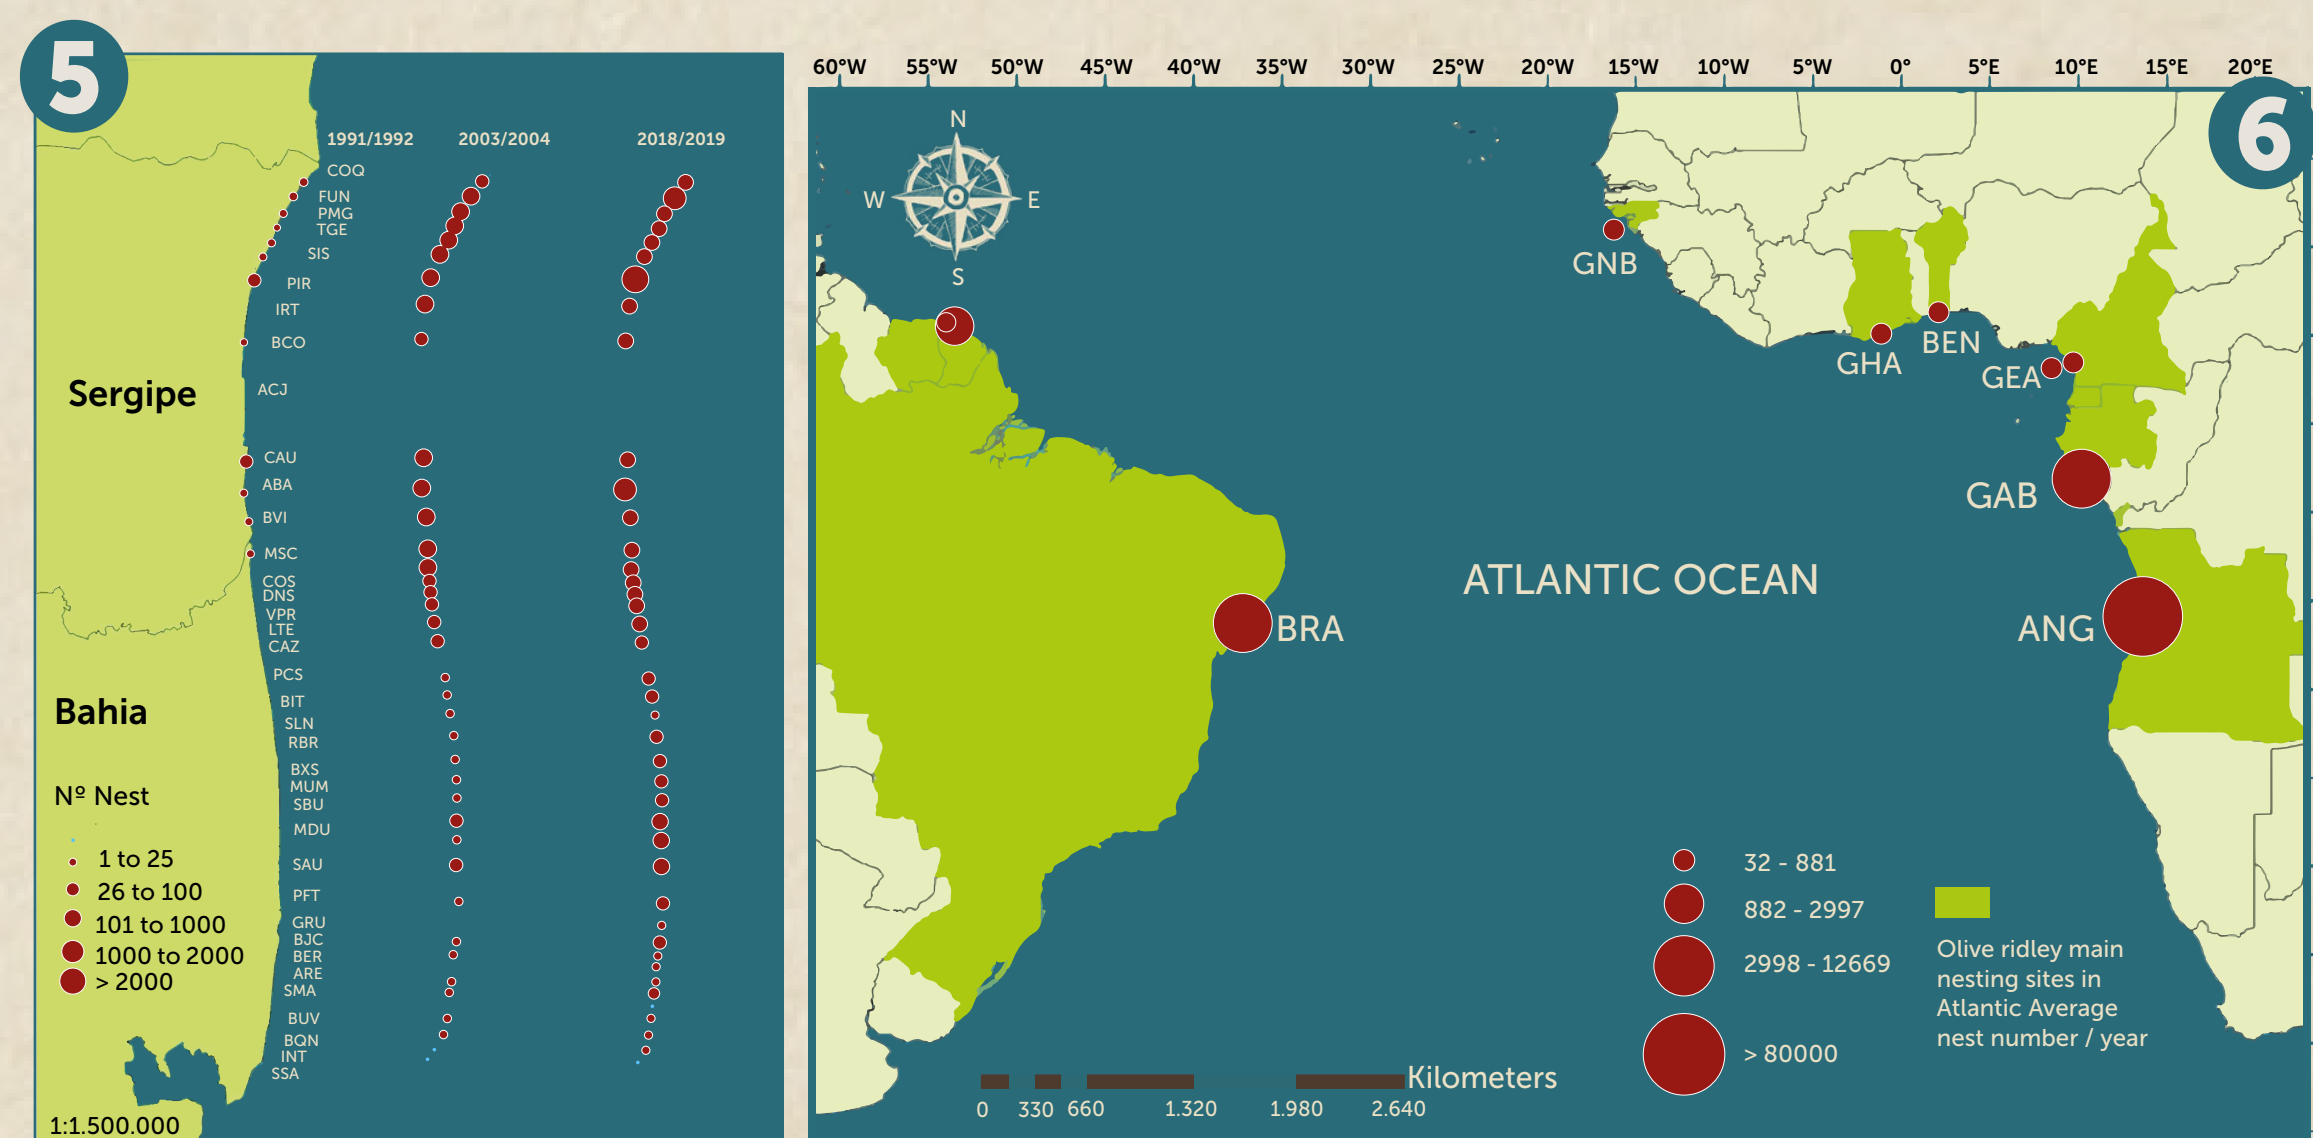 5
1991/1992 2003/2004 2018/2019
COQ
FUN
PMG
TGE
SIS
PIR
IRT
BCO
ACJ
Sergipe
CAU
ABA
BVI
MSC
COS
DNS
VPR
LTE
CAZ
PCS
BIT
Bahia
SLN
RBR
BXS
MUM
SBU
MDU
SAU
PFT
GRU
BJC
BER
ARE
SMA
BUV
BQN
INT
SSA
Nº Nest
1 to 25
26 to 100
101 to 1000
1000 to 2000
> 2000
1:1.500.000
6
60°W 55°W 50°W 45°W 40°W 35°W 30°W 25°W 20°W 15°W 10°W 5°W 0° 5°E 10°E 15°E 20°E
N
W E
S
GNB
GHA
BEN
GEA
GAB
ATLANTIC OCEAN
BRA
ANG
32 - 881
882 - 2997
2998 - 12669
> 80000
Olive ridley main
nesting sites in
Atlantic Average
nest number / year
Kilometers
0 330 660 1.320 1.980 2.640